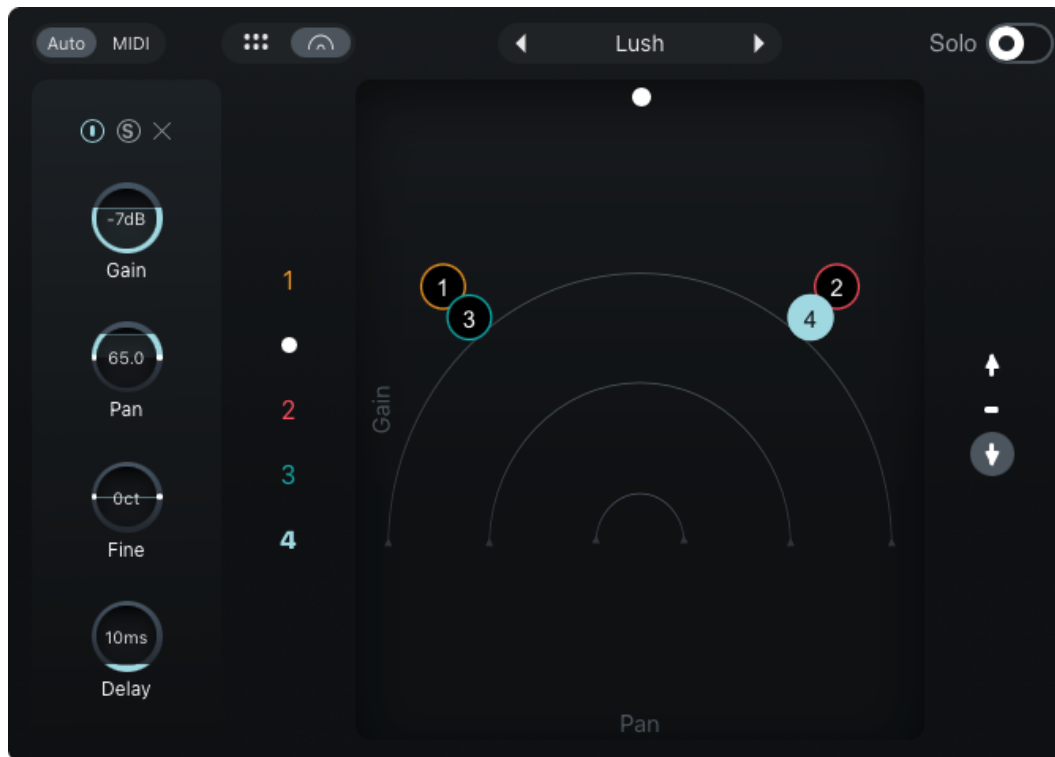 Auto MIDI
Lush
Solo
S
-7dB
Gain
65.0
Pan
0ct
Fine
10ms
Delay
1
2
3
4
1
2
3
4
Gain
Pan